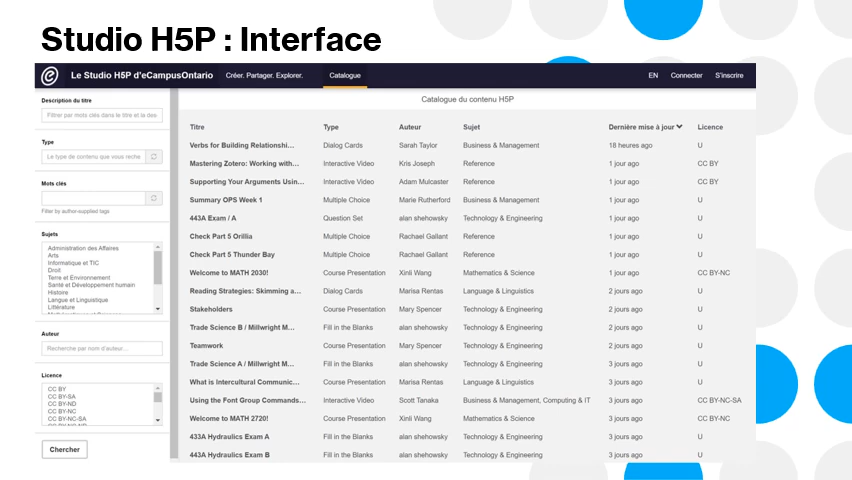 Studio H5P : Interface
Le Studio H5P d'eCampusOntario Créer. Partager. Explorer. Catalogue EN Connecter S'inscrire
Description du titre
Filtrer par mots clés dans le titre et la des
Type
Le type de contenu que vous reche
Mots clés
Filter by author-supplied tags
Sujets
Administration des Affaires
Arts
Informatique et TIC
Droit
Terre et Environnement
Santé et Développement humain
Histoire
Langue et Linguistique
Littérature
Auteur
Recherche par nom d'auteur...
Licence
CC BY
CC BY-SA
CC BY-ND
CC BY-NC
CC BY-NC-SA
Chercher
Catalogue du contenu H5P
Titre Type Auteur Sujet Dernière mise à jour Licence
Verbs for Building Relationshi... Dialog Cards Sarah Taylor Business & Management 18 heures ago U
Mastering Zotero: Working with... Interactive Video Kris Joseph Reference 1 jour ago CC BY
Supporting Your Arguments Usin... Interactive Video Adam Mulcaster Reference 1 jour ago CC BY
Summary OPS Week 1 Multiple Choice Marie Rutherford Business & Management 1 jour ago U
443A Exam / A Question Set alan shehowsky Technology & Engineering 1 jour ago U
Check Part 5 Orillia Multiple Choice Rachael Gallant Reference 1 jour ago U
Check Part 5 Thunder Bay Multiple Choice Rachael Gallant Reference 1 jour ago U
Welcome to MATH 2030! Course Presentation Xinli Wang Mathematics & Science 1 jour ago CC BY-NC
Reading Strategies: Skimming a... Dialog Cards Marisa Rentas Language & Linguistics 2 jours ago U
Stakeholders Course Presentation Mary Spencer Technology & Engineering 2 jours ago U
Trade Science B / Millwright M... Fill in the Blanks alan shehowsky Technology & Engineering 2 jours ago U
Teamwork Course Presentation Mary Spencer Technology & Engineering 2 jours ago U
Trade Science A / Millwright M... Fill in the Blanks alan shehowsky Technology & Engineering 3 jours ago U
What is Intercultural Communic... Course Presentation Marisa Rentas Language & Linguistics 3 jours ago U
Using the Font Group Commands... Interactive Video Scott Tanaka Business & Management, Computing & IT 3 jours ago CC BY-NC-SA
Welcome to MATH 2720! Course Presentation Xinli Wang Mathematics & Science 3 jours ago CC BY-NC
433A Hydraulics Exam A Fill in the Blanks alan shehowsky Technology & Engineering 3 jours ago U
443A Hydraulics Exam B Fill in the Blanks alan shehowsky Technology & Engineering 3 jours ago U